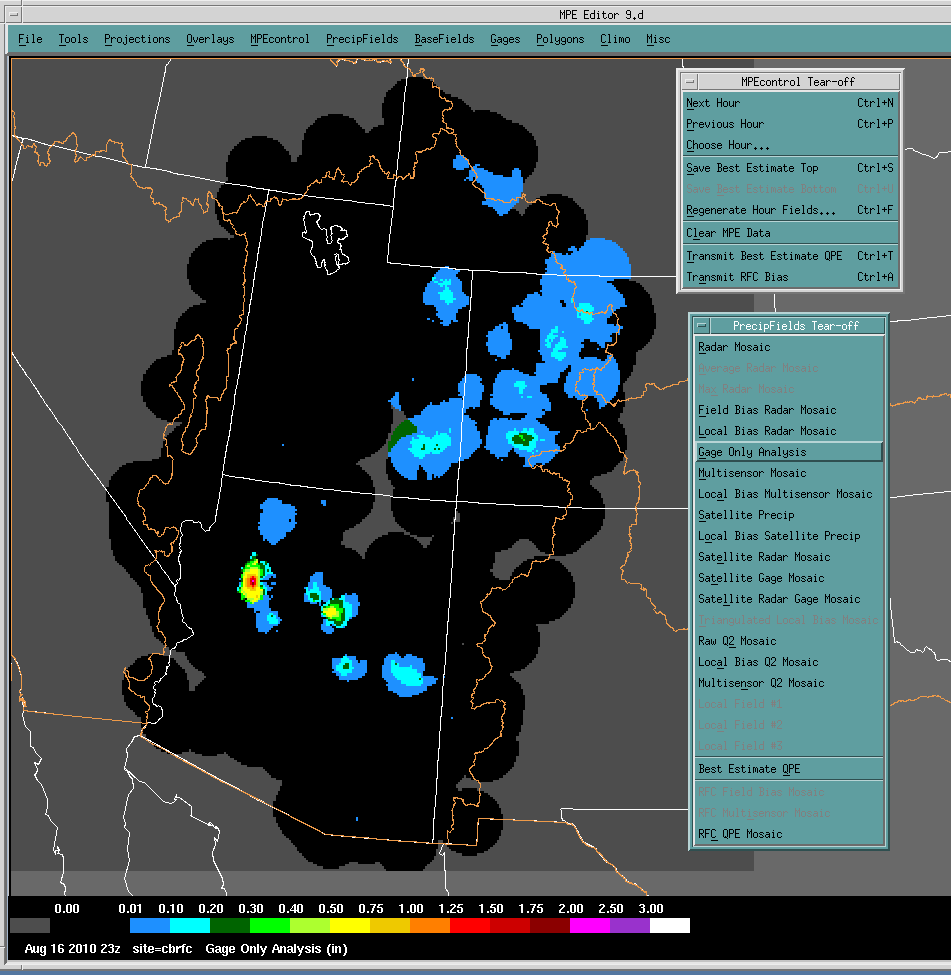 MPE Editor 9.d
File Tools Projections Overlays MPEcontrol PrecipFields BaseFields Gages Polygons Climo Misc
MPEcontrol Tear-off
Next Hour Ctrl+N
Previous Hour Ctrl+P
Choose Hour...
Save Best Estimate Top Ctrl+S
Save Best Estimate Bottom Ctrl+U
Regenerate Hour Fields... Ctrl+F
Clear MPE Data
Transmit Best Estimate QPE Ctrl+T
Transmit RFC Bias Ctrl+A
PrecipFields Tear-off
Radar Mosaic
Average Radar Mosaic
Max Radar Mosaic
Field Bias Radar Mosaic
Local Bias Radar Mosaic
Gage Only Analysis
Multisensor Mosaic
Local Bias Multisensor Mosaic
Satellite Precip
Local Bias Satellite Precip
Satellite Radar Mosaic
Satellite Gage Mosaic
Satellite Radar Gage Mosaic
Triangulated Local Bias Mosaic
Raw Q2 Mosaic
Local Bias Q2 Mosaic
Multisensor Q2 Mosaic
Local Field #1
Local Field #2
Local Field #3
Best Estimate QPE
RFC Field Bias Mosaic
RFC Multisensor Mosaic
RFC QPE Mosaic
0.00 0.01 0.10 0.20 0.30 0.40 0.50 0.75 1.00 1.25 1.50 1.75 2.00 2.50 3.00
Aug 16 2010 23z site=cbrfc Gage Only Analysis (in)